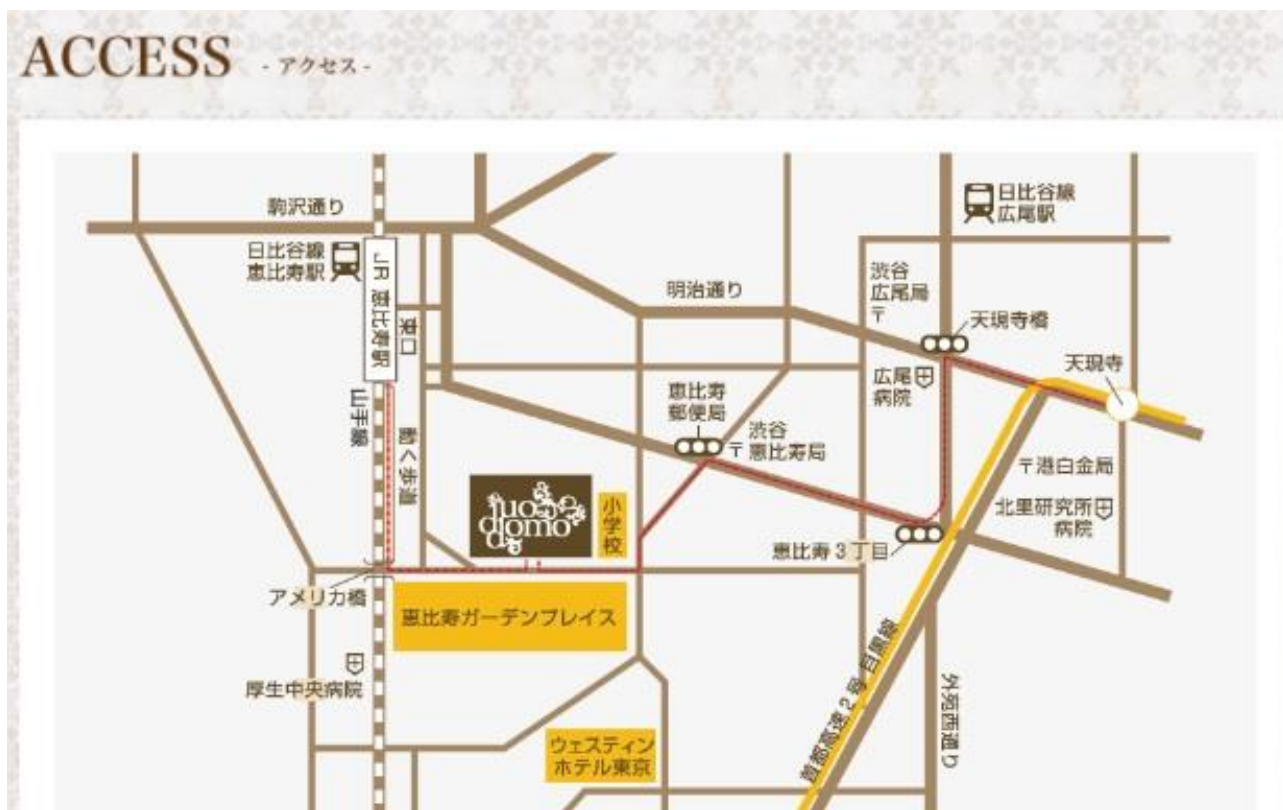 ACCESS - アクセス -
駒沢通り
日比谷線
恵比寿駅
JR 恵比寿駅
東口
山手線
動く歩道
明治通り
日比谷線
広尾駅
渋谷
広尾局
〒
天現寺橋
天現寺
広尾
病院
恵比寿
郵便局
渋谷
〒恵比寿局
〒港白金局
北里研究所
病院
恵比寿3丁目
小学校
アメリカ橋
恵比寿ガーデンプレイス
厚生中央病院
ウェスティン
ホテル東京
首都高速2号 目黒線
外苑西通り